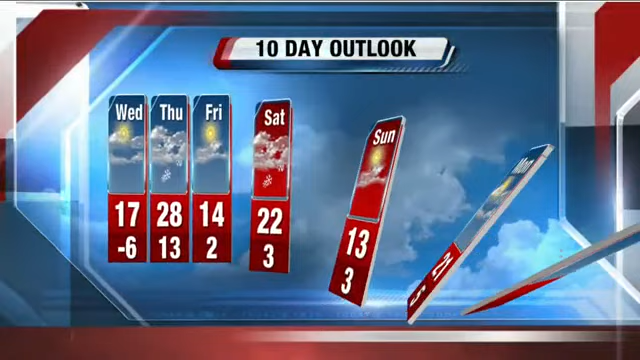 10 DAY OUTLOOK
Wed Thu Fri Sat Sun Mon
17 28 14 22 13
-6 13 2 3 3